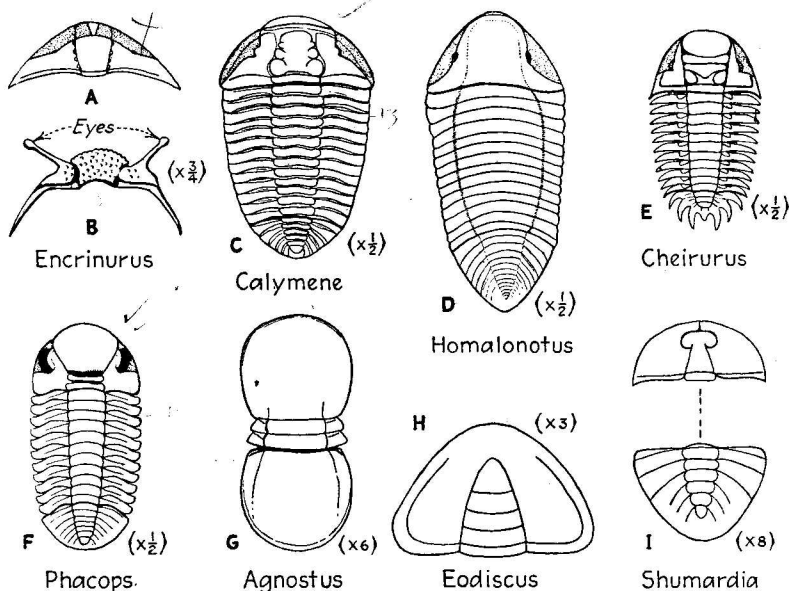 A
Eyes
(x3/4)
B
Encrinurus
C
(x1/2)
Calymene
D
(x1/2)
Homalonotus
E
(x1/2)
Cheirurus
F
(x1/2)
Phacops.
G
(x6)
Agnostus
H
(x3)
Eodiscus
I
(x8)
Shumardia